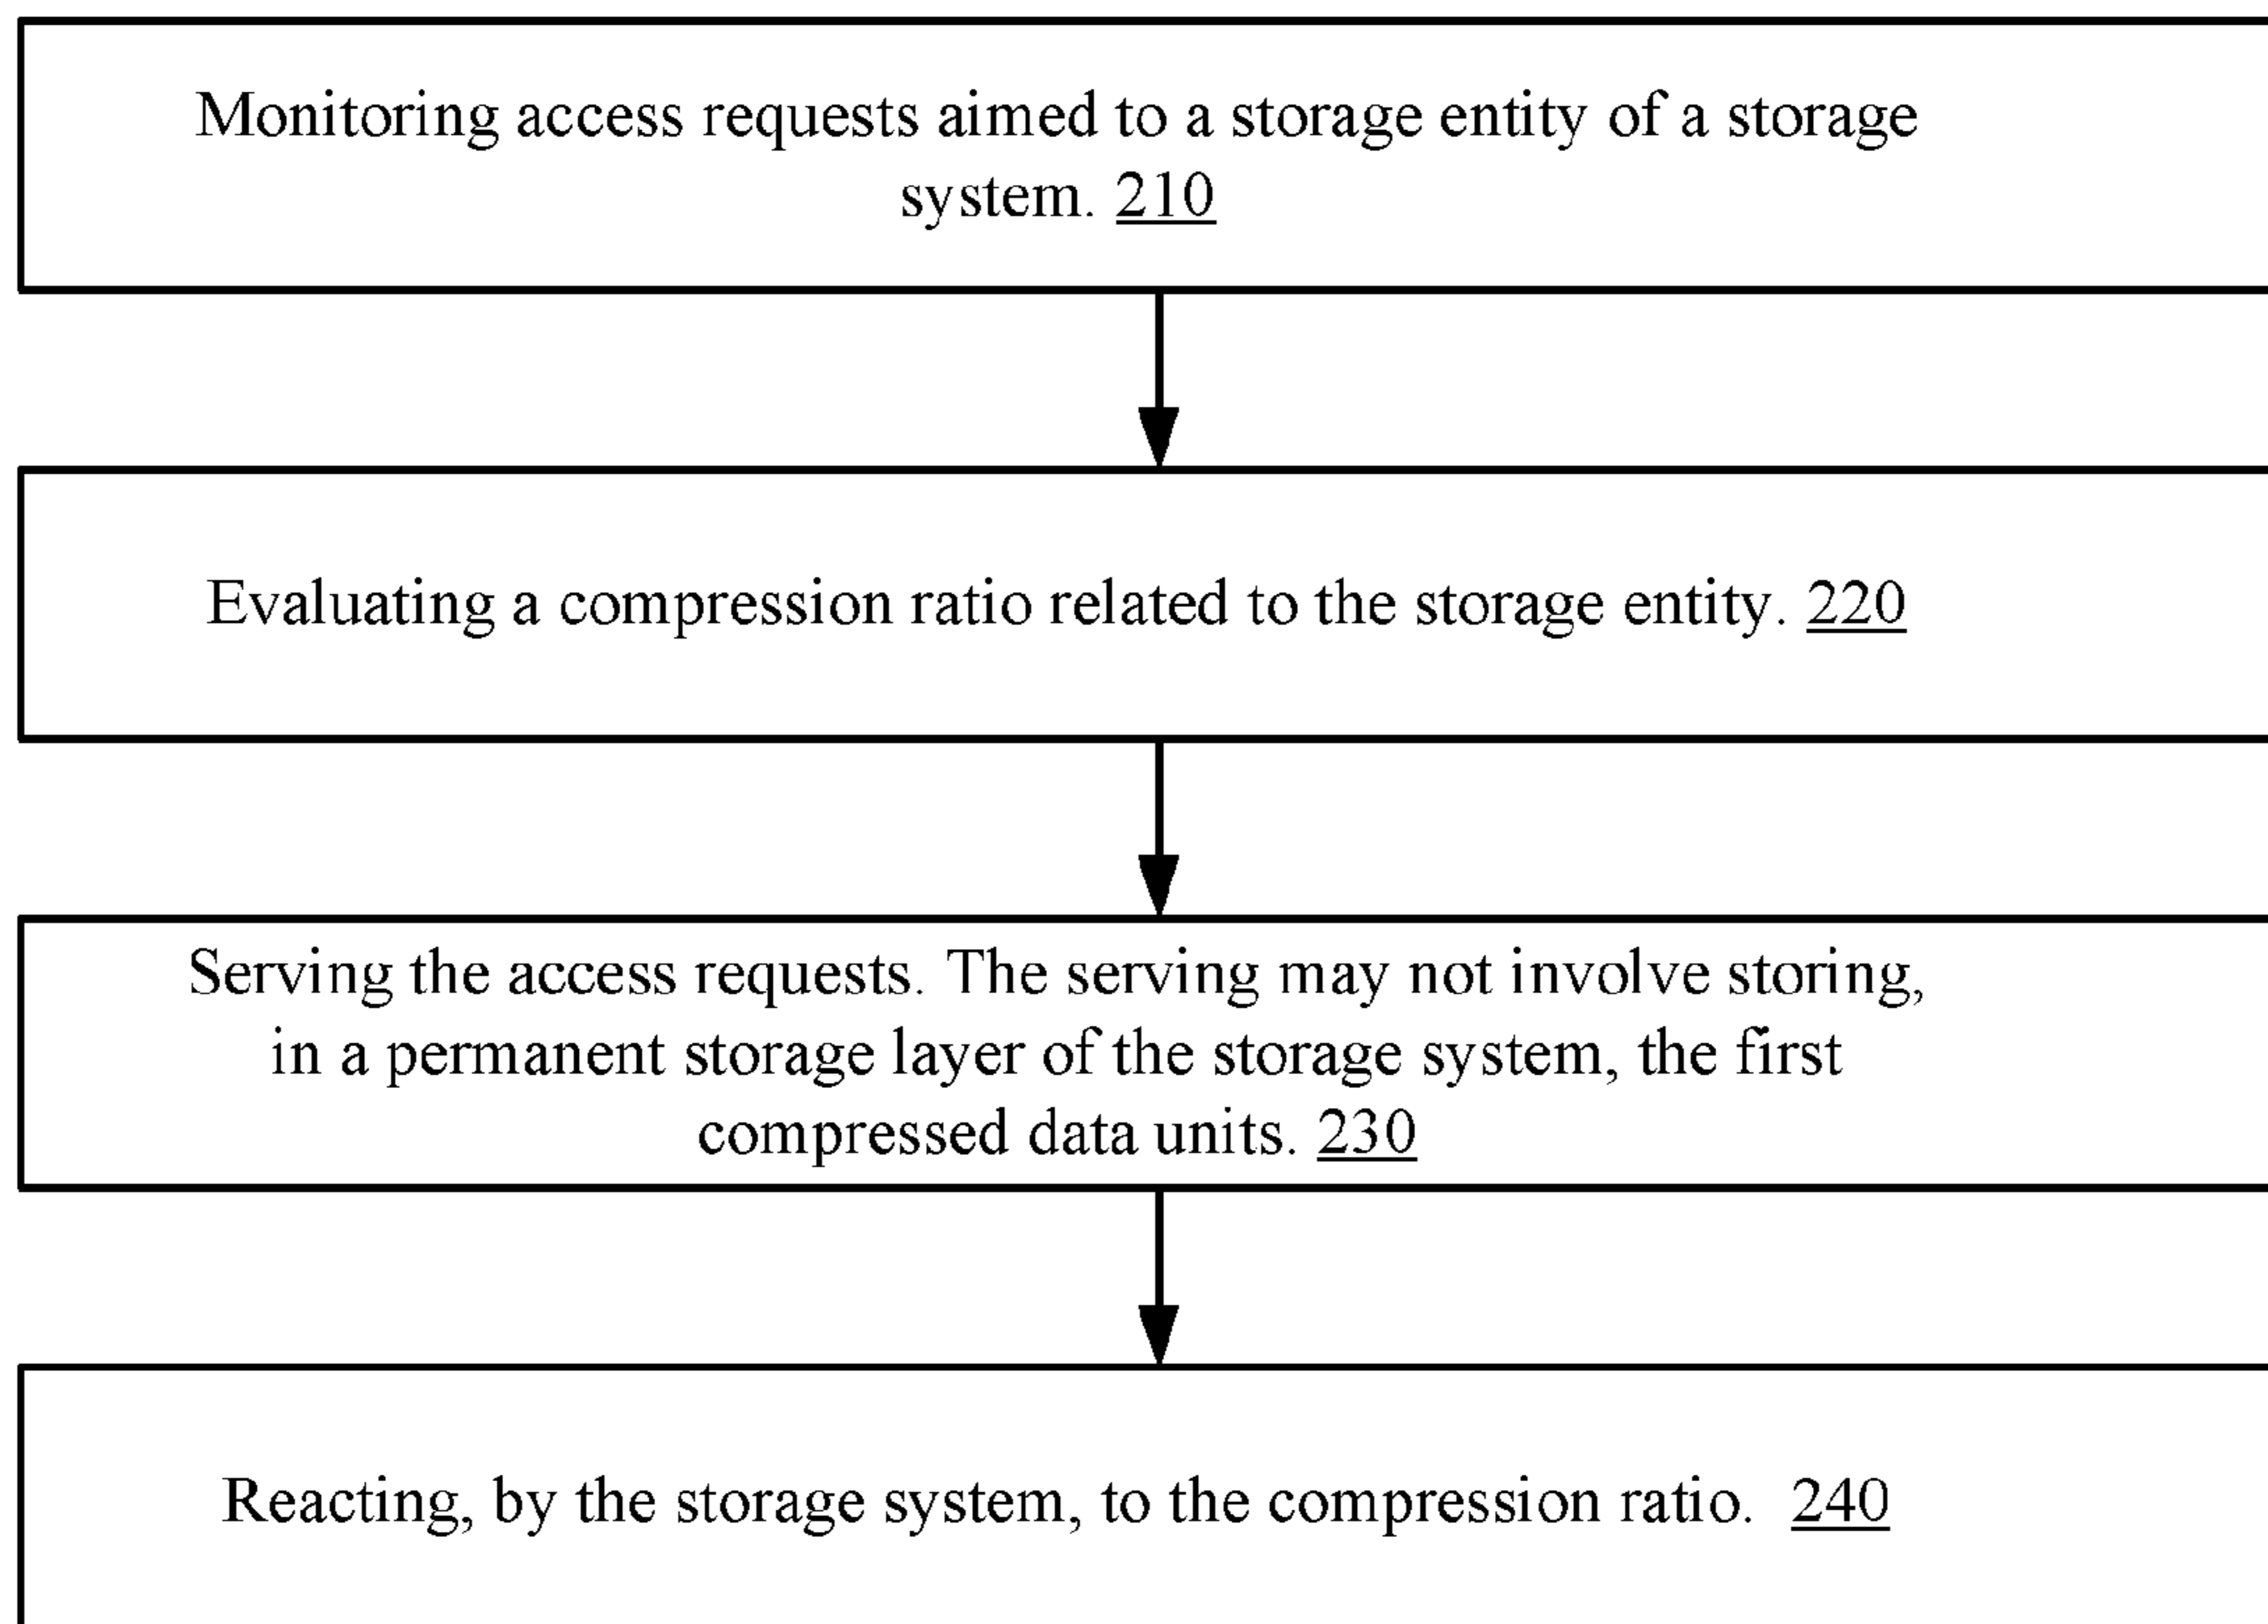 Monitoring access requests aimed to a storage entity of a storage
system. 210
Evaluating a compression ratio related to the storage entity. 220
Serving the access requests. The serving may not involve storing,
in a permanent storage layer of the storage system, the first
compressed data units. 230
Reacting, by the storage system, to the compression ratio. 240